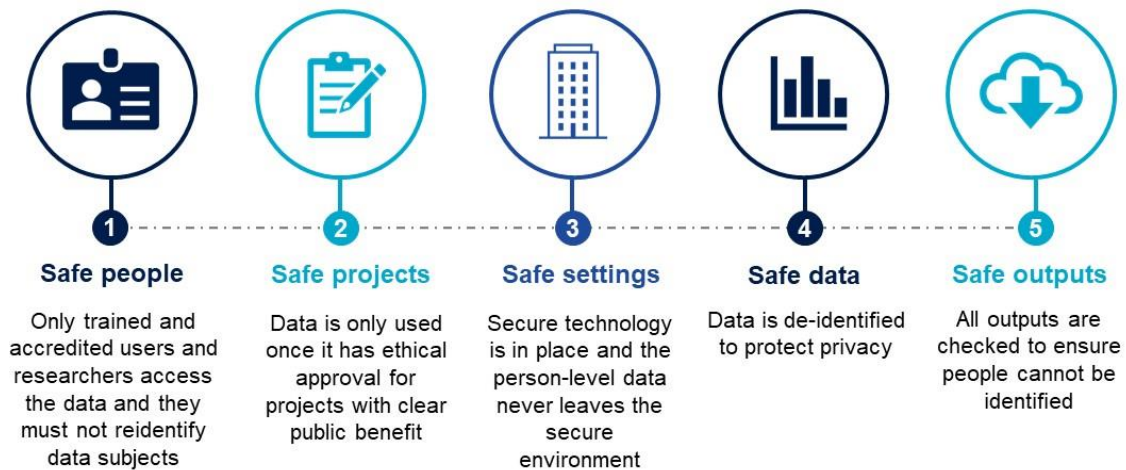 1
Safe people
Only trained and
accredited users and
researchers access
the data and they
must not reidentify
data subjects
2
Safe projects
Data is only used
once it has ethical
approval for
projects with clear
public benefit
3
Safe settings
Secure technology
is in place and the
person-level data
never leaves the
secure
environment
4
Safe data
Data is de-identified
to protect privacy
5
Safe outputs
All outputs are
checked to ensure
people cannot be
identified